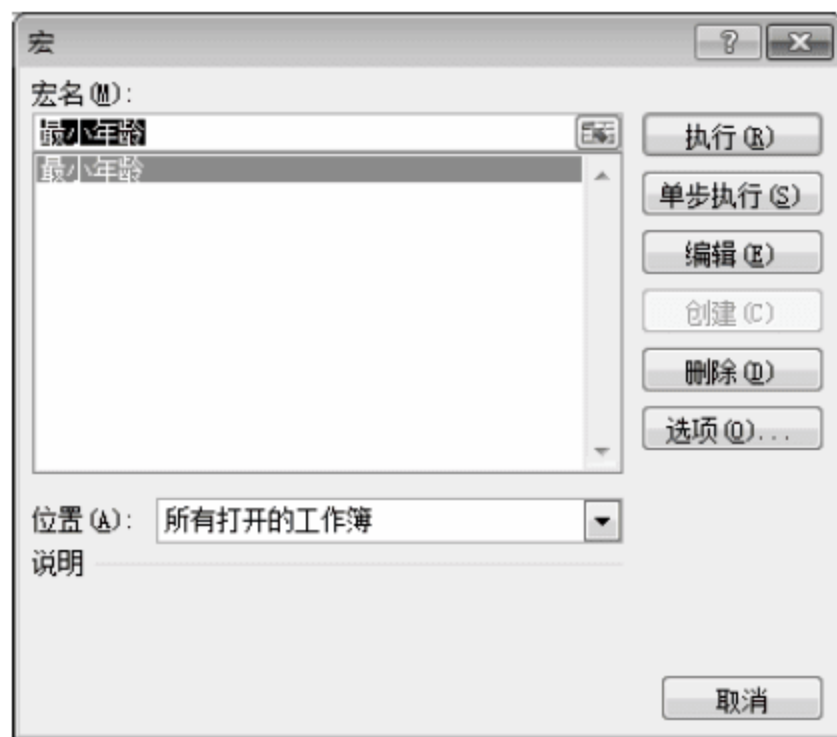 宏
宏名(M):
最小年龄
最小年龄
执行(R)
单步执行(S)
编辑(E)
创建(C)
删除(D)
选项(O)...
位置(A): 所有打开的工作簿
说明
取消